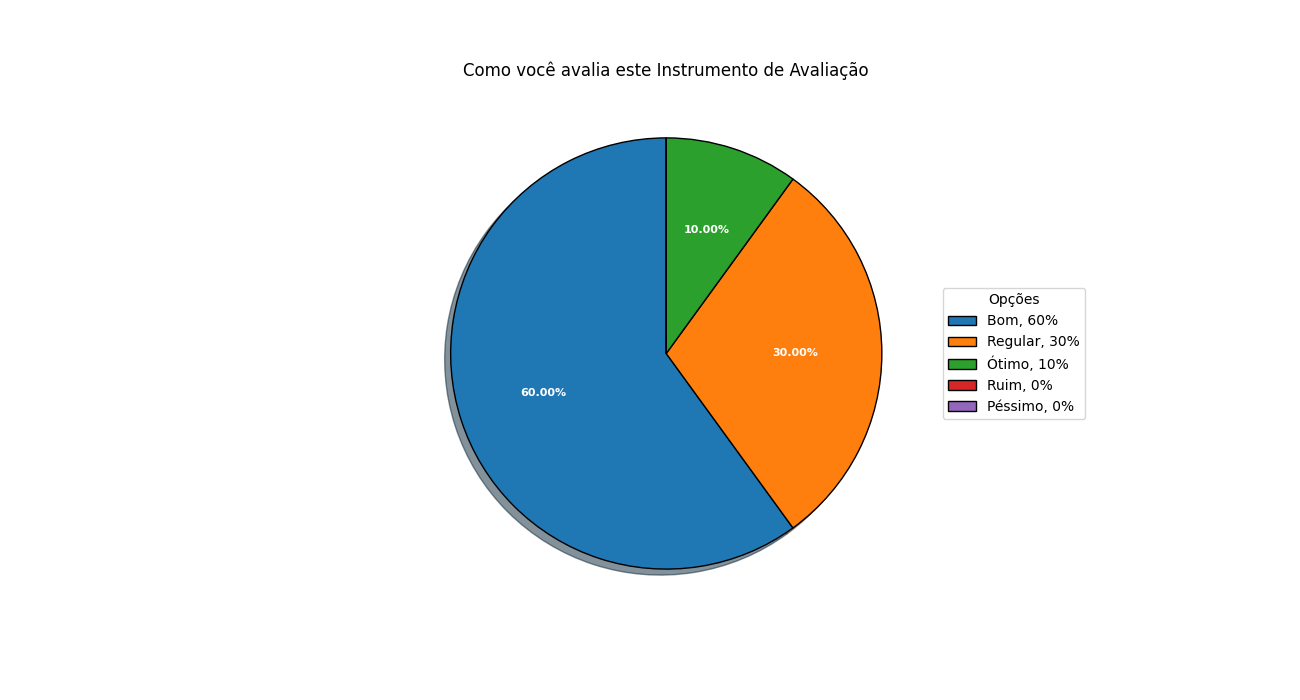 Como você avalia este Instrumento de Avaliação
10.00%
30.00%
60.00%
Opções
Bom, 60%
Regular, 30%
Ótimo, 10%
Ruim, 0%
Péssimo, 0%